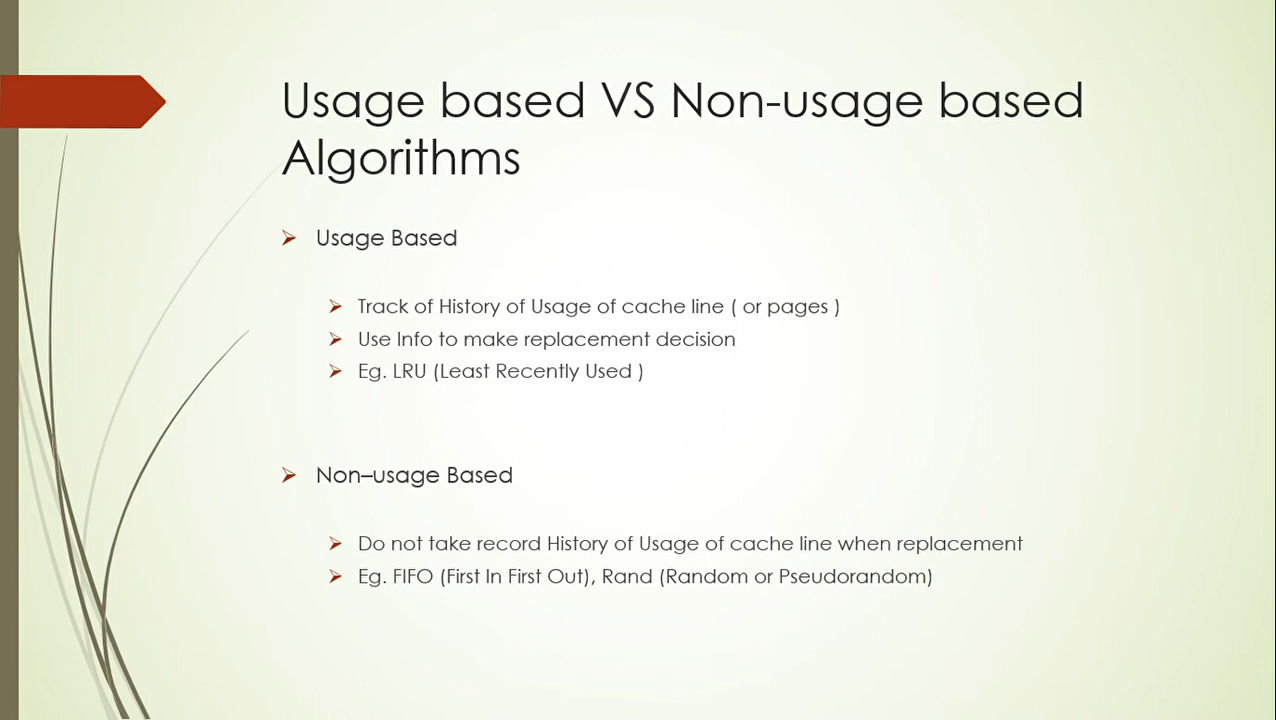 Usage based VS Non-usage based
Algorithms
Usage Based
Track of History of Usage of cache line ( or pages )
Use Info to make replacement decision
Eg. LRU (Least Recently Used )
Non–usage Based
Do not take record History of Usage of cache line when replacement
Eg. FIFO (First In First Out), Rand (Random or Pseudorandom)